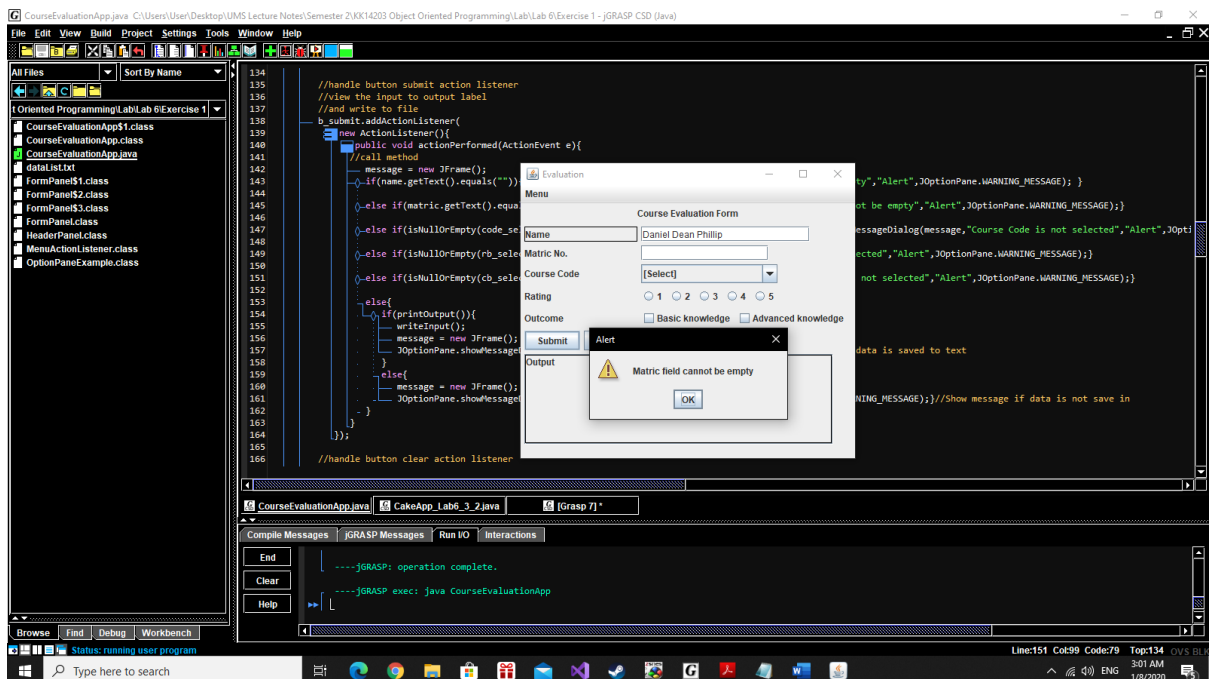 CourseEvaluationApp.java C:\Users\User\Desktop\UMS Lecture Notes\Semester 2\KK14203 Object Oriented Programming\Lab\Lab 6\Exercise 1 - jGRASP CSD (Java)
File Edit View Build Project Settings Tools Window Help
All Files Sort By Name
t Oriented Programming\Lab\Lab 6\Exercise 1
CourseEvaluationApp$1.class
CourseEvaluationApp.class
CourseEvaluationApp.java
dataList.txt
FormPanel$1.class
FormPanel$2.class
FormPanel$3.class
FormPanel.class
HeaderPanel.class
MenuActionListener.class
OptionPaneExample.class
Browse Find Debug Workbench
134
135 //handle button submit action listener
136 //view the input to output label
137 //and write to file
138 b_submit.addActionListener(
139 new ActionListener(){
140 public void actionPerformed(ActionEvent e){
141 //call method
142 message = new JFrame();
143 if(name.getText().equals("")) ty","Alert",JOptionPane.WARNING_MESSAGE); }
144
145 else if(matric.getText().equa ot be empty","Alert",JOptionPane.WARNING_MESSAGE);}
146
147 else if(isNullOrEmpty(code_se essageDialog(message,"Course Code is not selected","Alert",JOpti
148
149 else if(isNullOrEmpty(rb_sele ected","Alert",JOptionPane.WARNING_MESSAGE);}
150
151 else if(isNullOrEmpty(cb_sele not selected","Alert",JOptionPane.WARNING_MESSAGE);}
152
153 else{
154 if(printOutput()){
155 writeInput();
156 message = new JFrame();
157 JOptionPane.showMessage data is saved to text
158 }
159 else{
160 message = new JFrame();
161 JOptionPane.showMessage NING_MESSAGE);}//Show message if data is not save in
162 }
163 }
164 });
165
166 //handle button clear action listener
Evaluation
Menu
Course Evaluation Form
Name Daniel Dean Phillip
Matric No.
Course Code [Select]
Rating 1 2 3 4 5
Outcome Basic knowledge Advanced knowledge
Submit
Output
Alert
Matric field cannot be empty
OK
CourseEvaluationApp.java CakeApp_Lab6_3_2.java [Grasp 7] *
Compile Messages jGRASP Messages Run I/O Interactions
End
Clear
Help
----jGRASP: operation complete.
----jGRASP exec: java CourseEvaluationApp
Status: running user program
Line:151 Col:99 Code:79 Top:134 OVS BLK
Type here to search
ENG
3:01 AM
1/8/2020